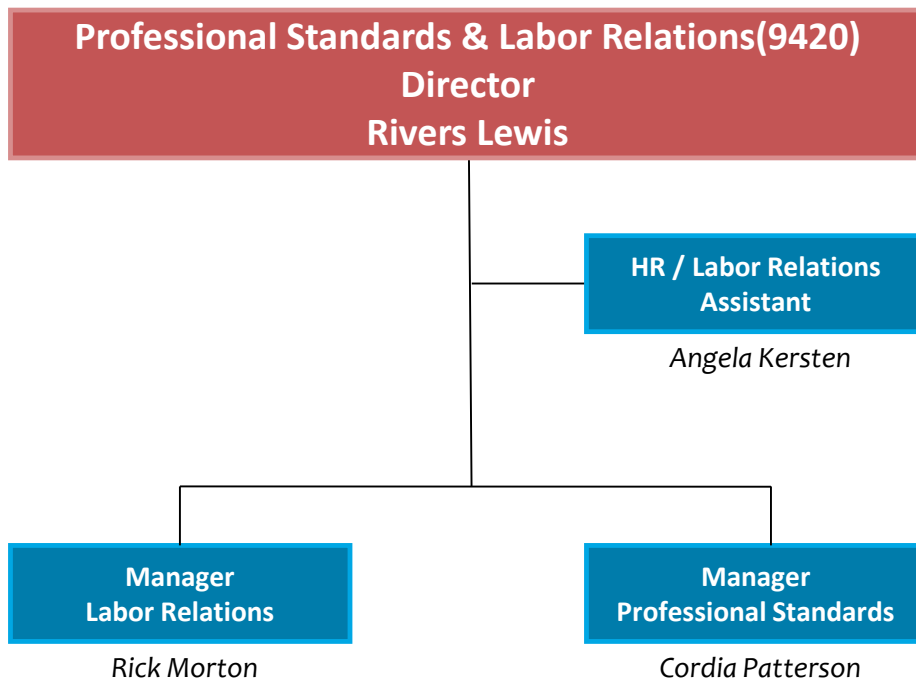 Professional Standards & Labor Relations(9420)
Director
Rivers Lewis
HR / Labor Relations
Assistant
Angela Kersten
Manager
Labor Relations
Rick Morton
Manager
Professional Standards
Cordia Patterson